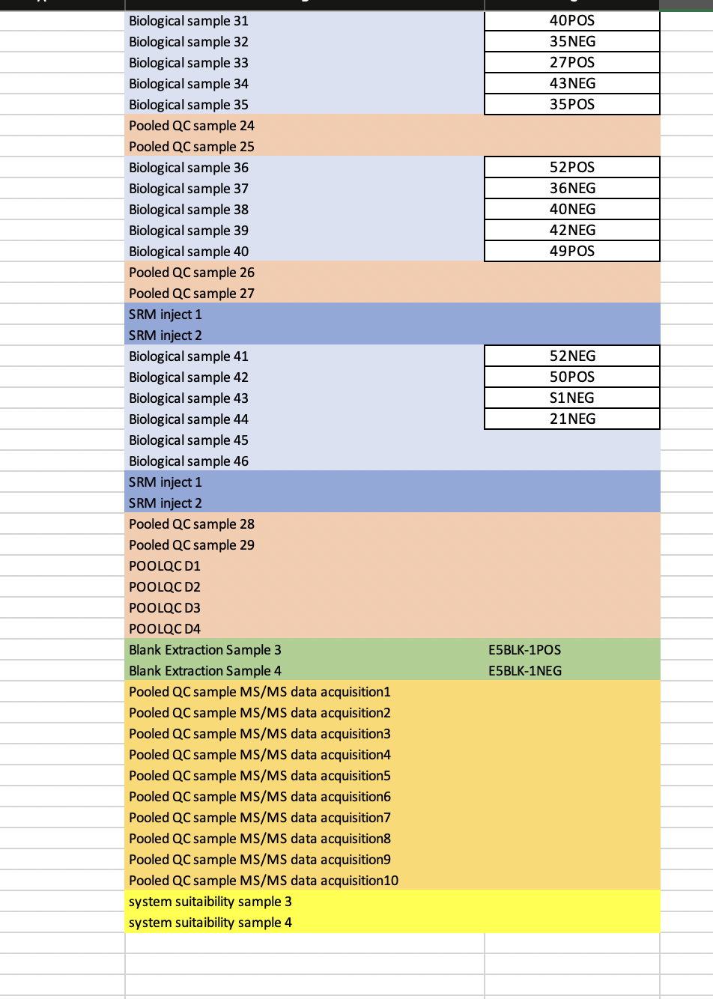 Biological sample 31 40POS
Biological sample 32 35NEG
Biological sample 33 27POS
Biological sample 34 43NEG
Biological sample 35 35POS
Pooled QC sample 24
Pooled QC sample 25
Biological sample 36 52POS
Biological sample 37 36NEG
Biological sample 38 40NEG
Biological sample 39 42NEG
Biological sample 40 49POS
Pooled QC sample 26
Pooled QC sample 27
SRM inject 1
SRM inject 2
Biological sample 41 52NEG
Biological sample 42 50POS
Biological sample 43 S1NEG
Biological sample 44 21NEG
Biological sample 45
Biological sample 46
SRM inject 1
SRM inject 2
Pooled QC sample 28
Pooled QC sample 29
POOLQC D1
POOLQC D2
POOLQC D3
POOLQC D4
Blank Extraction Sample 3 E5BLK-1POS
Blank Extraction Sample 4 E5BLK-1NEG
Pooled QC sample MS/MS data acquisition1
Pooled QC sample MS/MS data acquisition2
Pooled QC sample MS/MS data acquisition3
Pooled QC sample MS/MS data acquisition4
Pooled QC sample MS/MS data acquisition5
Pooled QC sample MS/MS data acquisition6
Pooled QC sample MS/MS data acquisition7
Pooled QC sample MS/MS data acquisition8
Pooled QC sample MS/MS data acquisition9
Pooled QC sample MS/MS data acquisition10
system suitaibility sample 3
system suitaibility sample 4